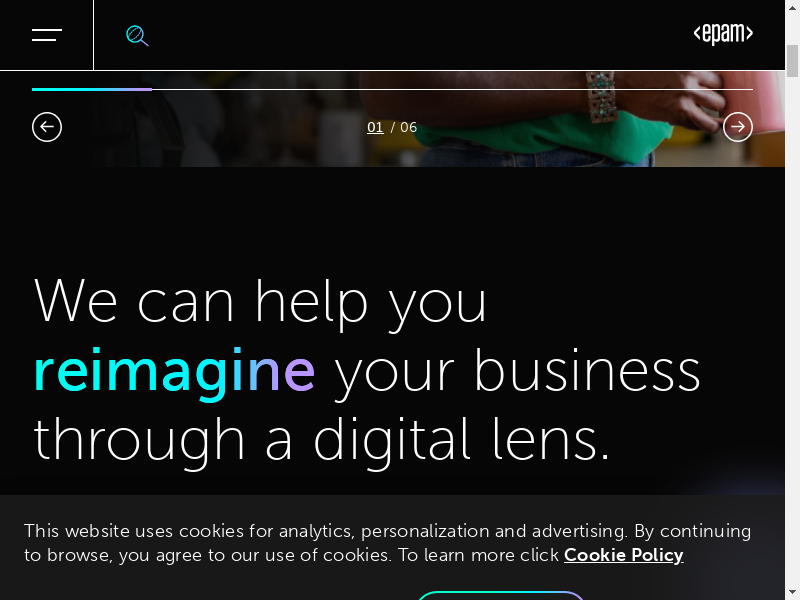 <epam>
01 / 06
We can help you
reimagine your business
through a digital lens.
This website uses cookies for analytics, personalization and advertising. By continuing
to browse, you agree to our use of cookies. To learn more click Cookie Policy